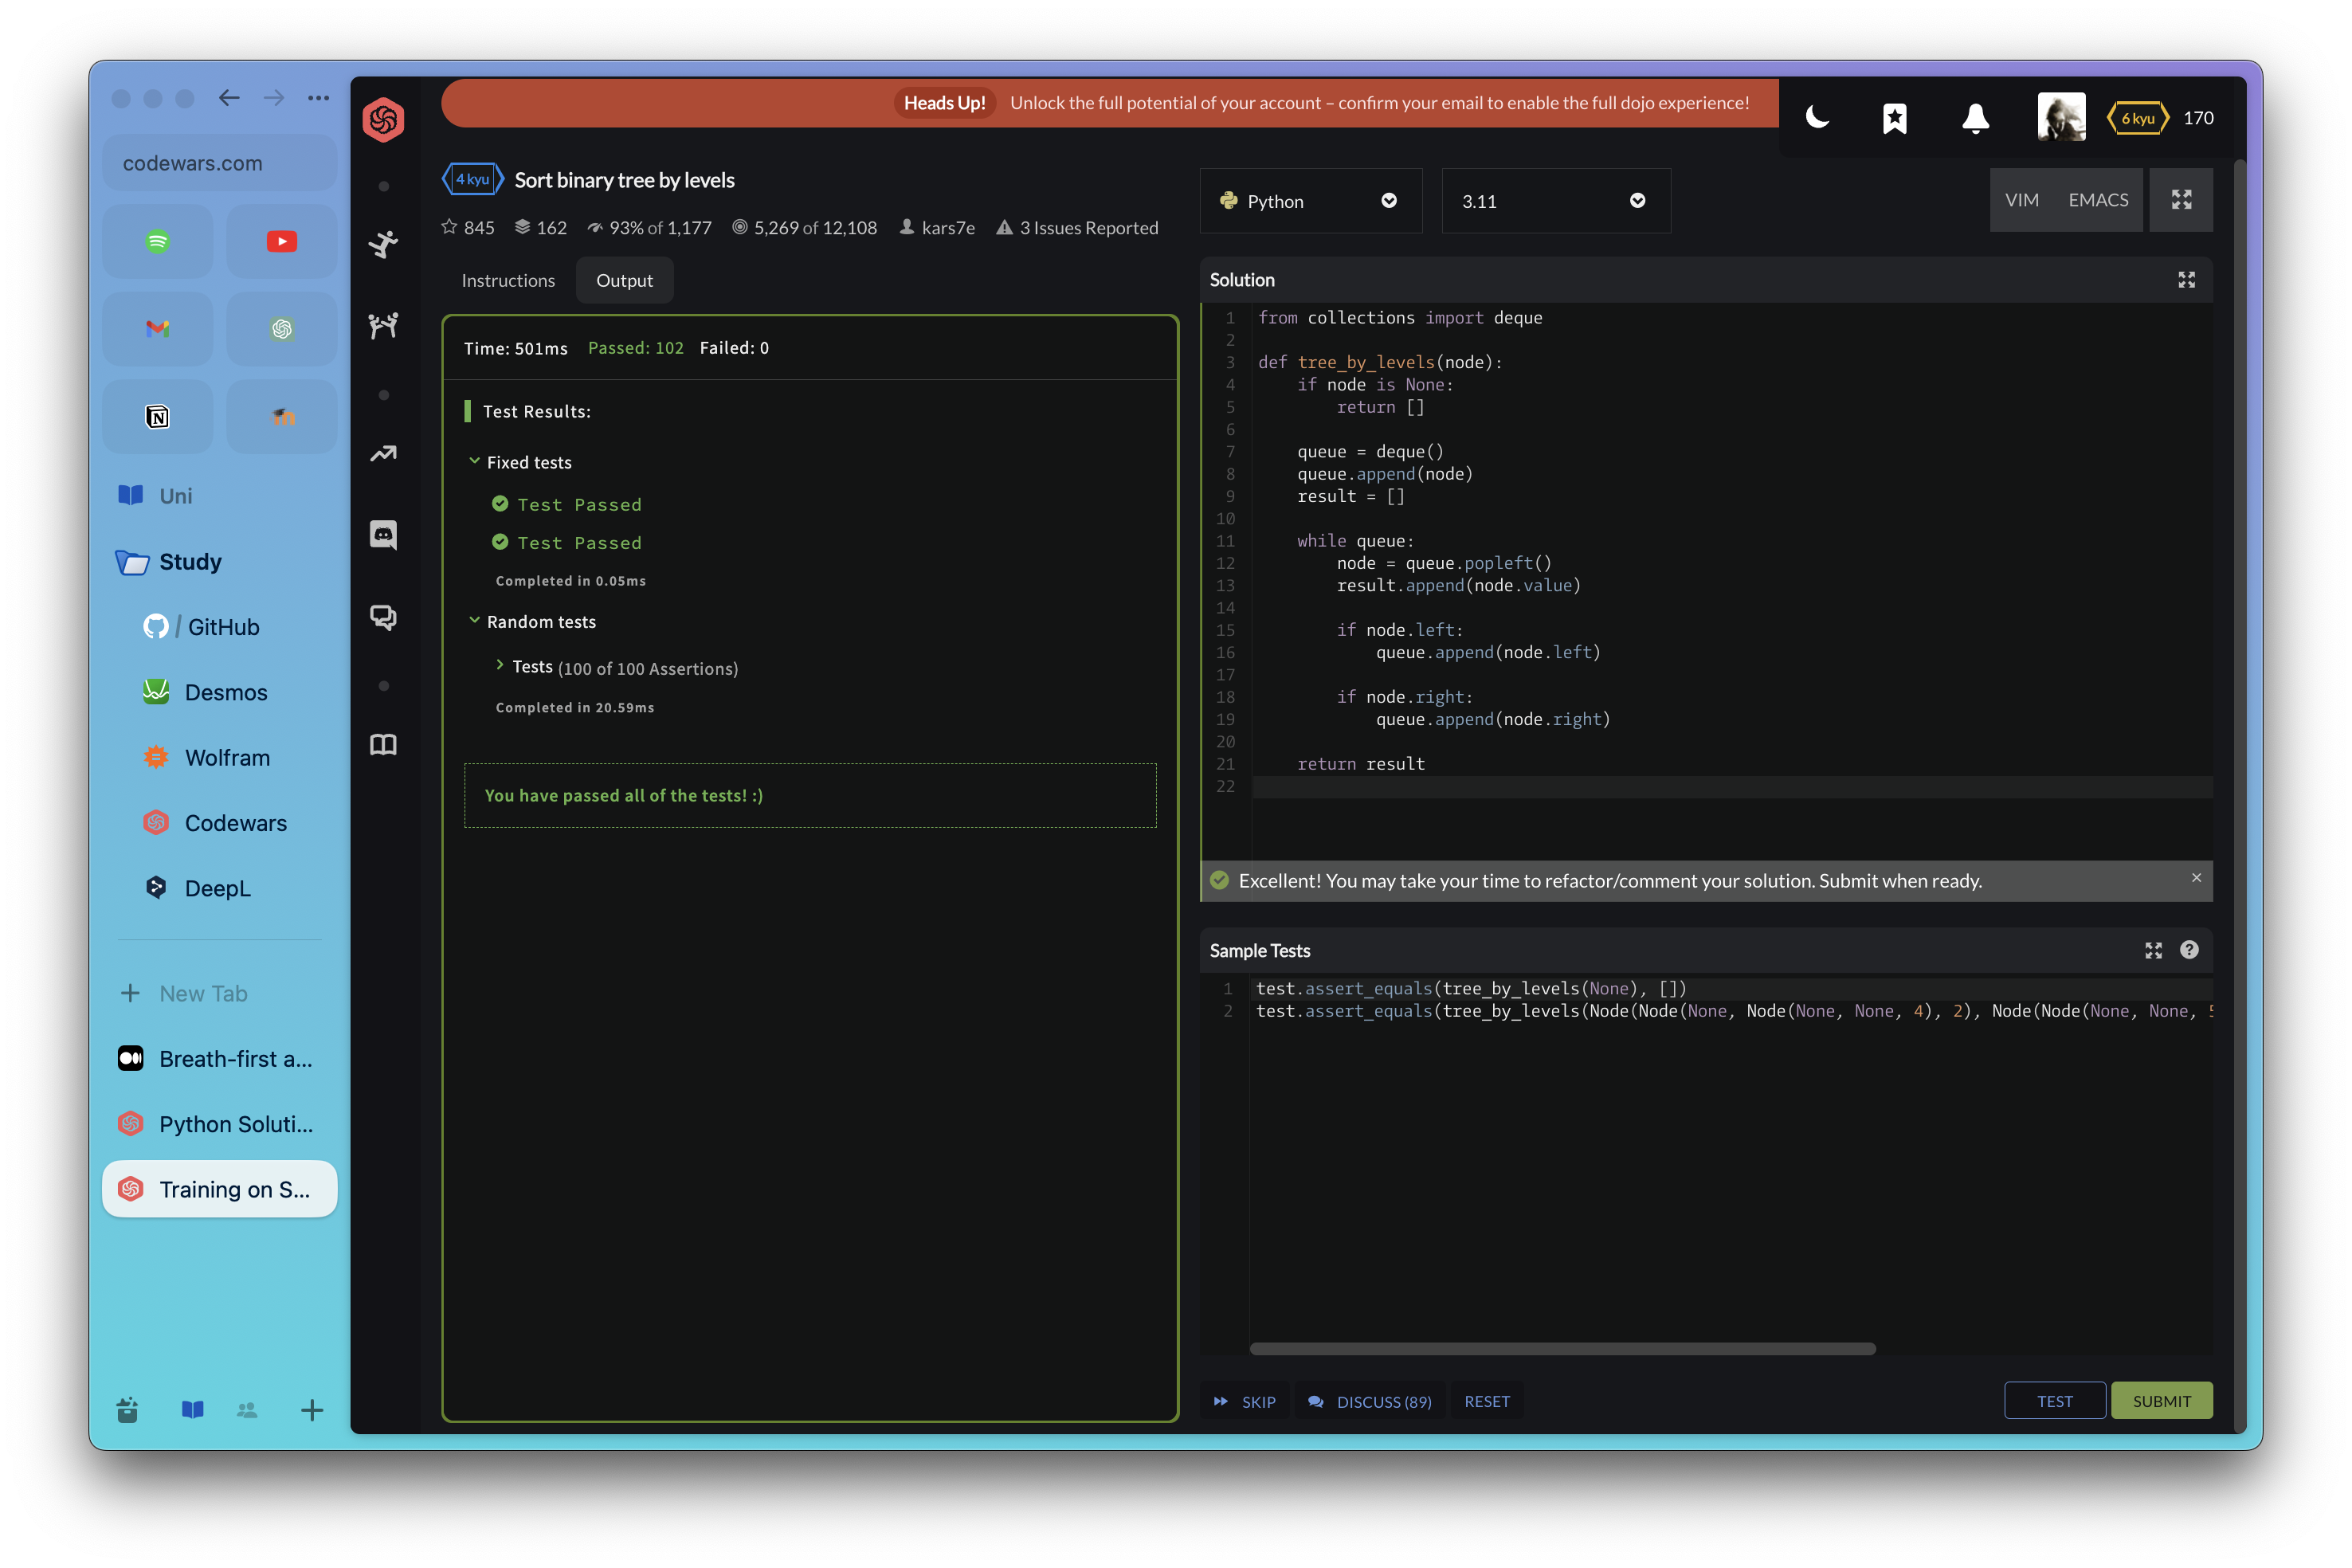 codewars.com
Uni
Study
/ GitHub
Desmos
Wolfram
Codewars
DeepL
New Tab
Breath-first a...
Python Soluti...
Training on S...
Heads Up! Unlock the full potential of your account – confirm your email to enable the full dojo experience!
6 kyu 170
4 kyu Sort binary tree by levels
845 162 93% of 1,177 5,269 of 12,108 kars7e 3 Issues Reported
Instructions Output
Time: 501ms Passed: 102 Failed: 0
Test Results:
Fixed tests
Test Passed
Test Passed
Completed in 0.05ms
Random tests
Tests (100 of 100 Assertions)
Completed in 20.59ms
You have passed all of the tests! :)
Python 3.11 VIM EMACS
Solution
1 from collections import deque
2
3 def tree_by_levels(node):
4     if node is None:
5         return []
6
7     queue = deque()
8     queue.append(node)
9     result = []
10
11     while queue:
12         node = queue.popleft()
13         result.append(node.value)
14
15         if node.left:
16             queue.append(node.left)
17
18         if node.right:
19             queue.append(node.right)
20
21     return result
22
Excellent! You may take your time to refactor/comment your solution. Submit when ready.
Sample Tests
1 test.assert_equals(tree_by_levels(None), [])
2 test.assert_equals(tree_by_levels(Node(Node(None, Node(None, None, 4), 2), Node(Node(None, None, 5
SKIP DISCUSS (89) RESET TEST SUBMIT